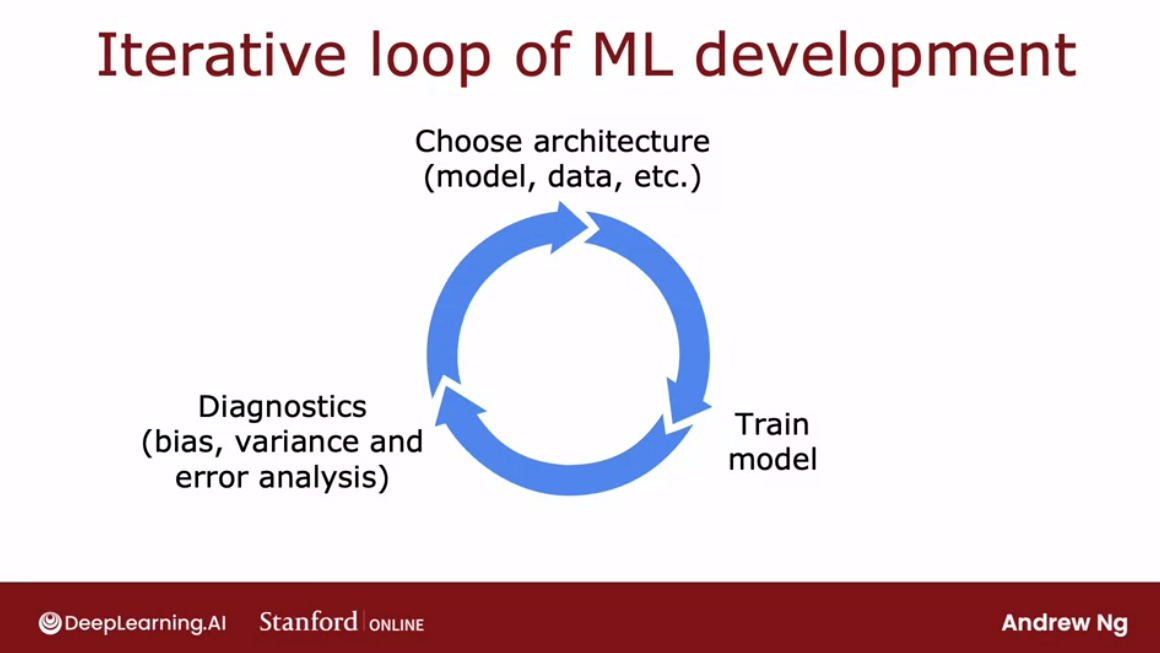 Iterative loop of ML development
Choose architecture
(model, data, etc.)
Train
model
Diagnostics
(bias, variance and
error analysis)
DeepLearning.AI
Stanford ONLINE
Andrew Ng